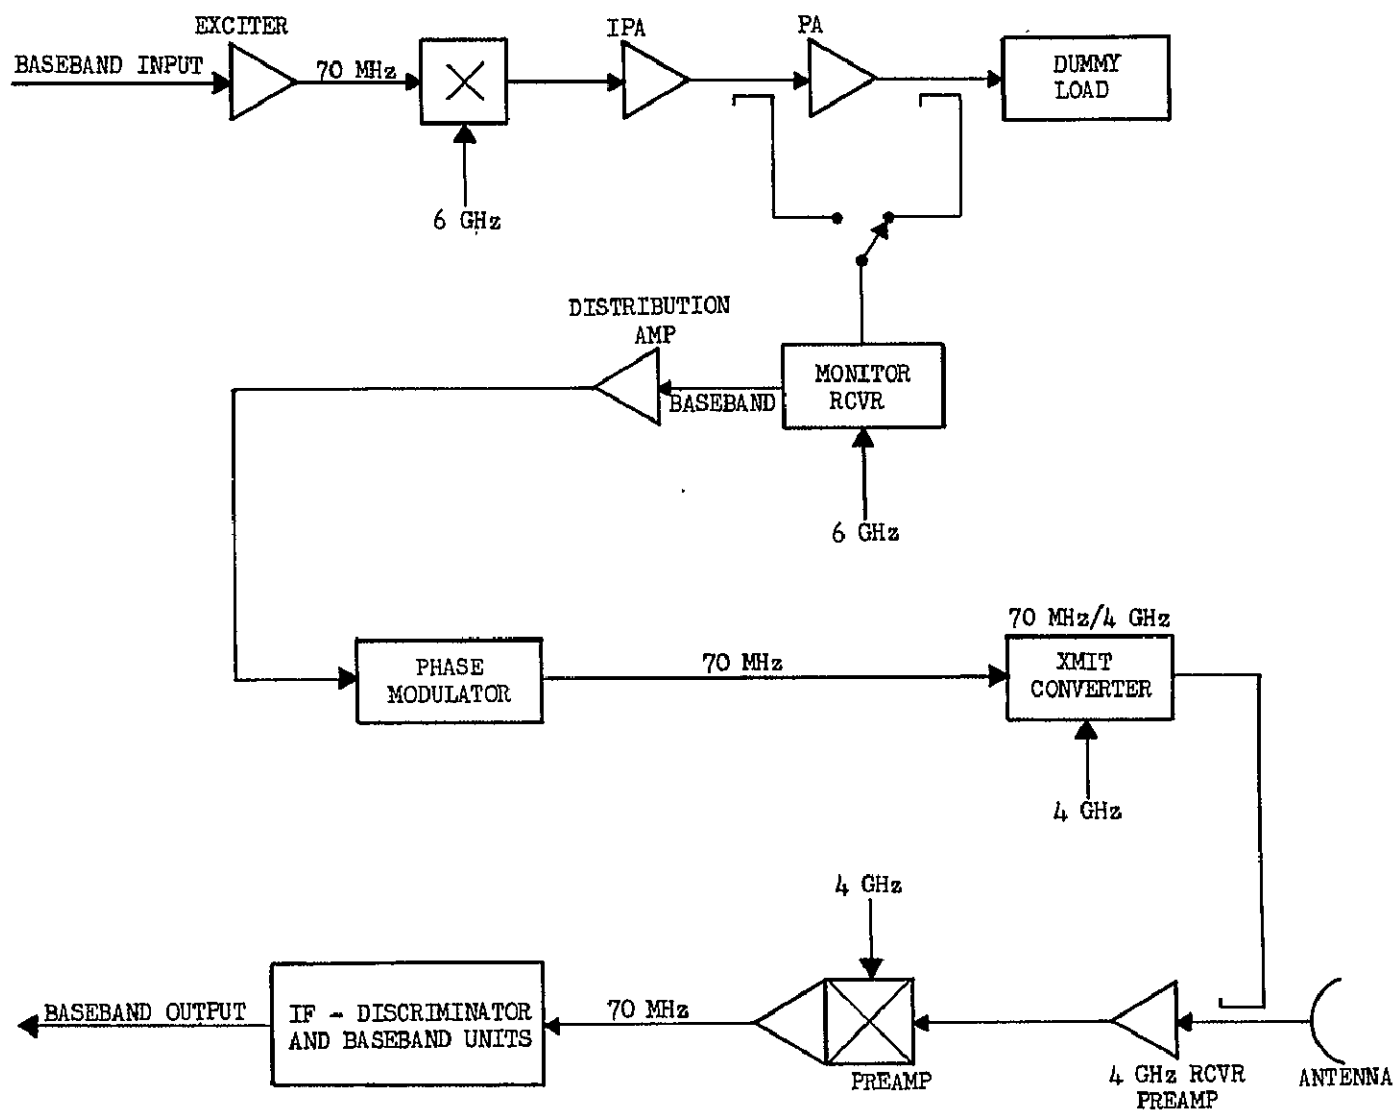 EXCITER
IPA
PA
BASEBAND INPUT
70 MHz
DUMMY
LOAD
6 GHz
DISTRIBUTION
AMP
MONITOR
RCVR
BASEBAND
6 GHz
70 MHz/4 GHz
PHASE
MODULATOR
70 MHz
XMIT
CONVERTER
4 GHz
4 GHz
BASEBAND OUTPUT
IF - DISCRIMINATOR
AND BASEBAND UNITS
70 MHz
PREAMP
4 GHz RCVR
PREAMP
ANTENNA